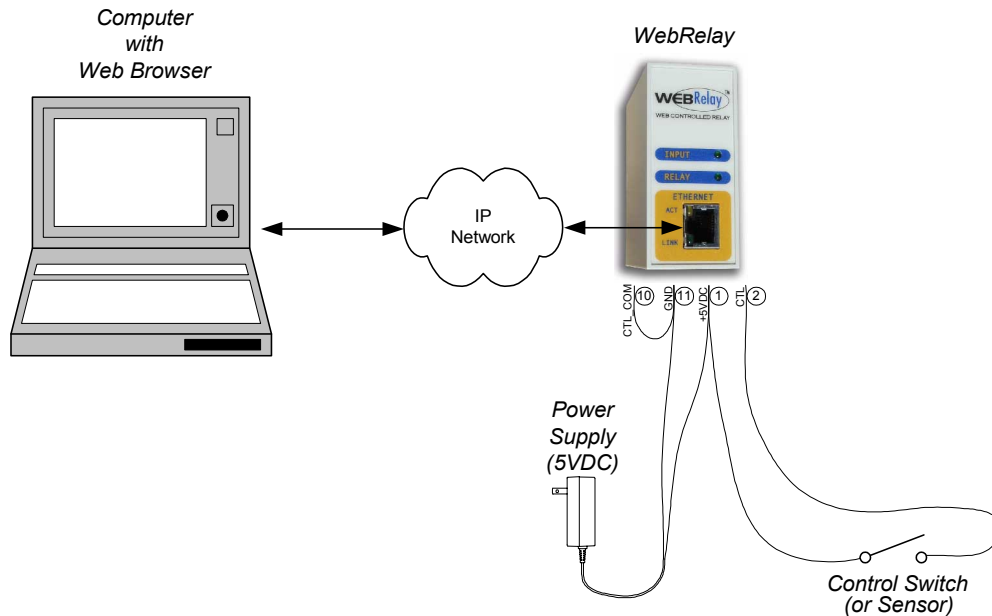 Computer
with
Web Browser
WebRelay
WEBRelay™
WEB CONTROLLED RELAY
INPUT
RELAY
ETHERNET
ACT
LINK
IP
Network
CTL_COM
10
GND
11
+5VDC
1
CTL
2
Power
Supply
(5VDC)
Control Switch
(or Sensor)